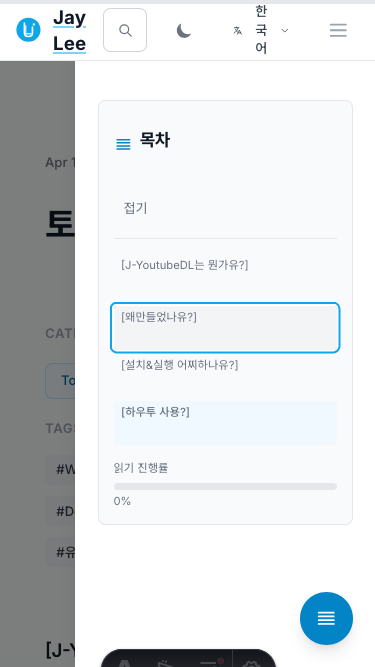 Jay
Lee
한
국
어
Apr 1
목차
토
접기
[J-YoutubeDL는 뭔가유?]
[왜만들었나유?]
CATE
[설치&실행 어찌하나유?]
To
[하우투 사용?]
TAGS
#W
읽기 진행률
0%
#D
#유
[J-Y